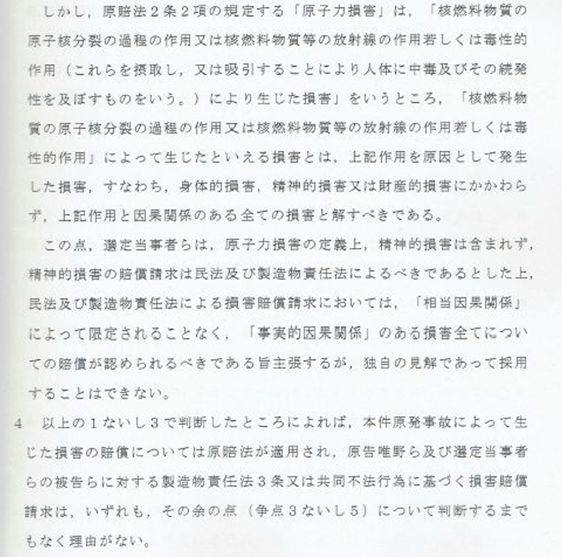 しかし，原賠法２条２項の規定する「原子力損害」は，「核燃料物質の
原子核分裂の過程の作用又は核燃料物質等の放射線の作用若しくは毒性的
作用（これらを摂取し，又は吸引することにより人体に中毒及びその続発
性を及ぼすものをいう。）により生じた損害」をいうところ，「核燃料物
質の原子核分裂の過程の作用又は核燃料物質等の放射線の作用若しくは毒
性的作用」によって生じたといえる損害とは，上記作用を原因として発生
した損害，すなわち，身体的損害，精神的損害又は財産的損害にかかわら
ず，上記作用と因果関係のある全ての損害と解すべきである。
この点，選定当事者らは，原子力損害の定義上，精神的損害は含まれず，
精神的損害の賠償請求は民法及び製造物責任法によるべきであるとした上，
民法及び製造物責任法による損害賠償請求においては，「相当因果関係」
によって限定されることなく，「事実的因果関係」のある損害全てについ
ての賠償が認められるべきである旨主張するが，独自の見解であって採用
することはできない。
４　以上の１ないし３で判断したところによれば，本件原発事故によって生
じた損害の賠償については原賠法が適用され，原告唯野ら及び選定当事者
らの被告らに対する製造物責任法３条又は共同不法行為に基づく損害賠償
請求は，いずれも，その余の点（争点３ないし５）について判断するまで
もなく理由がない。